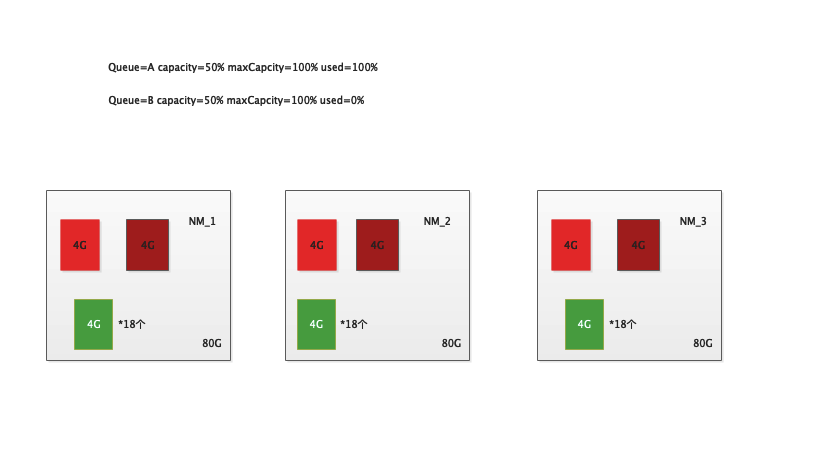 Queue=A capacity=50% maxCapcity=100% used=100%
Queue=B capacity=50% maxCapcity=100% used=0%
NM_1
4G 4G
4G *18个
80G
NM_2
4G 4G
4G *18个
80G
NM_3
4G 4G
4G *18个
80G